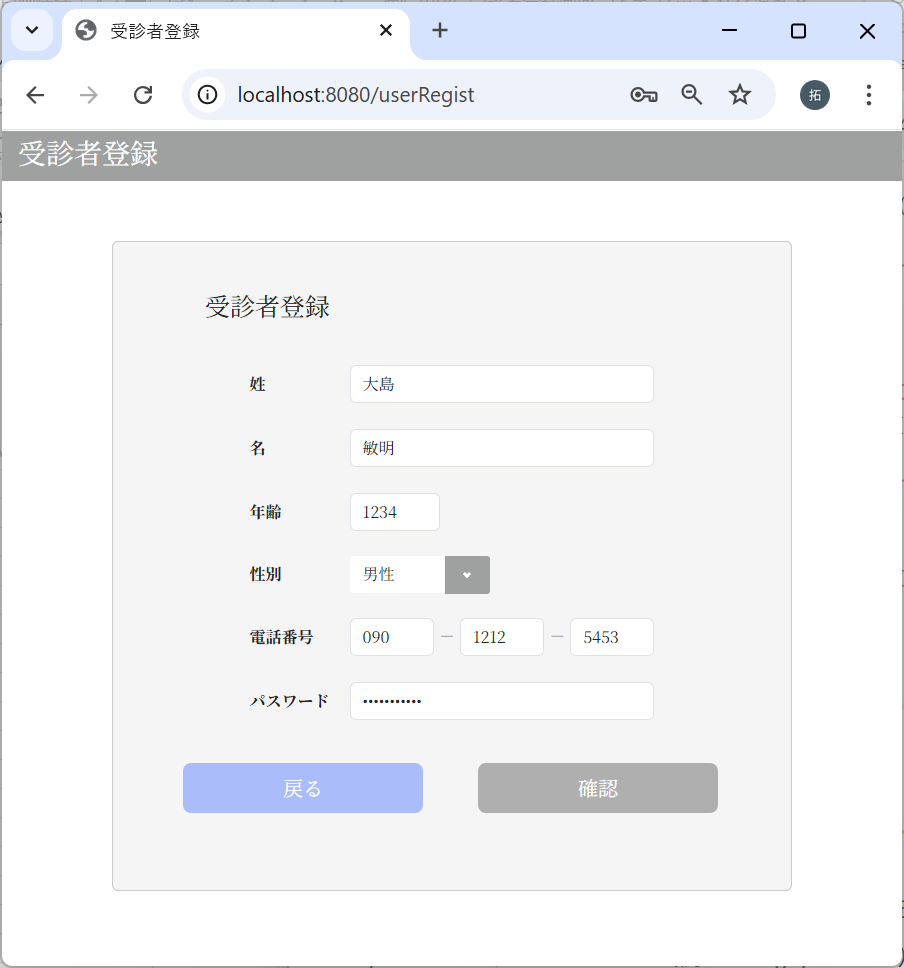 受診者登録
localhost:8080/userRegist
拓
受診者登録
受診者登録
姓 大島
名 敏明
年齢 1234
性別 男性
電話番号 090 － 1212 － 5453
パスワード •••••••••••
戻る 確認